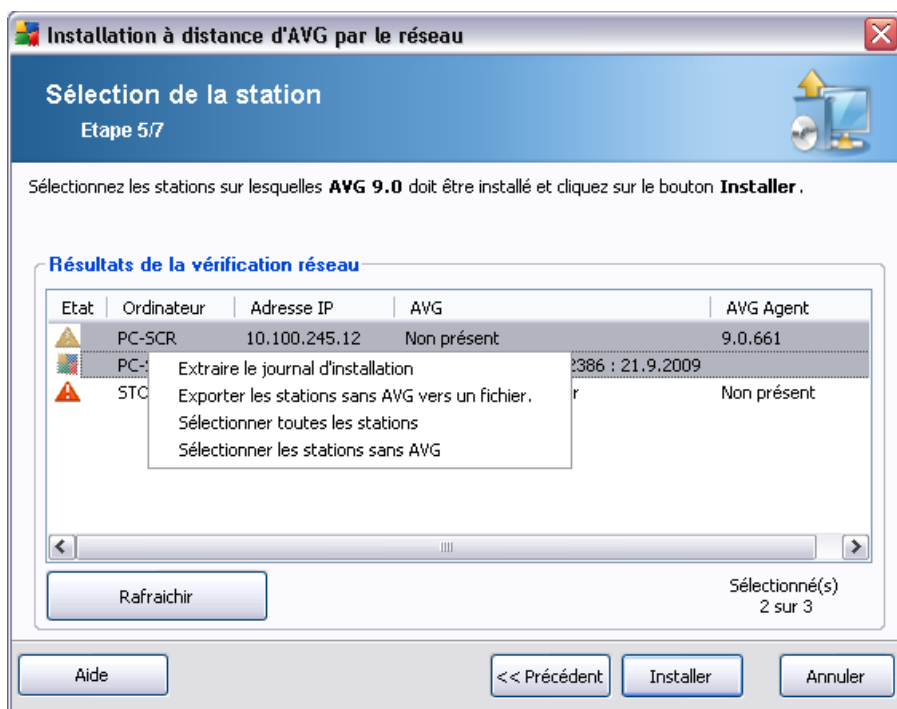 Installation à distance d'AVG par le réseau
Sélection de la station
Etape 5/7
Sélectionnez les stations sur lesquelles AVG 9.0 doit être installé et cliquez sur le bouton Installer.
Résultats de la vérification réseau
Etat Ordinateur Adresse IP AVG AVG Agent
PC-SCR 10.100.245.12 Non présent 9.0.661
2386 : 21.9.2009
Non présent
Extraire le journal d'installation
Exporter les stations sans AVG vers un fichier.
Sélectionner toutes les stations
Sélectionner les stations sans AVG
Rafraichir
Sélectionné(s)
2 sur 3
Aide
<< Précédent
Installer
Annuler